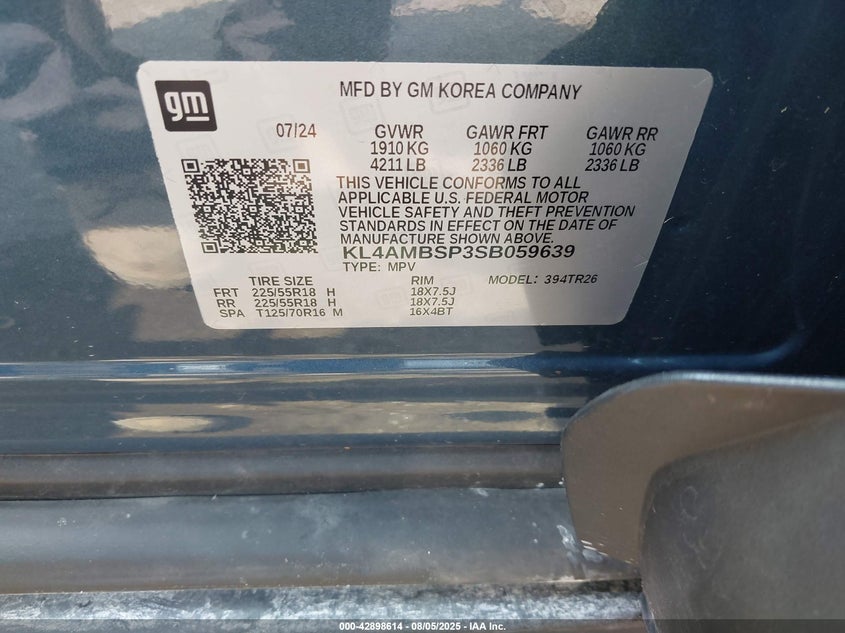 gm
MFD BY GM KOREA COMPANY
07/24 GVWR GAWR FRT GAWR RR
1910 KG 1060 KG 1060 KG
4211 LB 2336 LB 2336 LB
THIS VEHICLE CONFORMS TO ALL
APPLICABLE U.S. FEDERAL MOTOR
VEHICLE SAFETY AND THEFT PREVENTION
STANDARDS IN EFFECT ON THE DATE OF
MANUFACTURE SHOWN ABOVE.
KL4AMBSP3SB059639
TYPE: MPV
TIRE SIZE RIM MODEL: 394TR26
FRT 225/55R18 H 18X7.5J
RR 225/55R18 H 18X7.5J
SPA T125/70R16 M 16X4BT
000-42898614 - 08/05/2025 - IAA Inc.